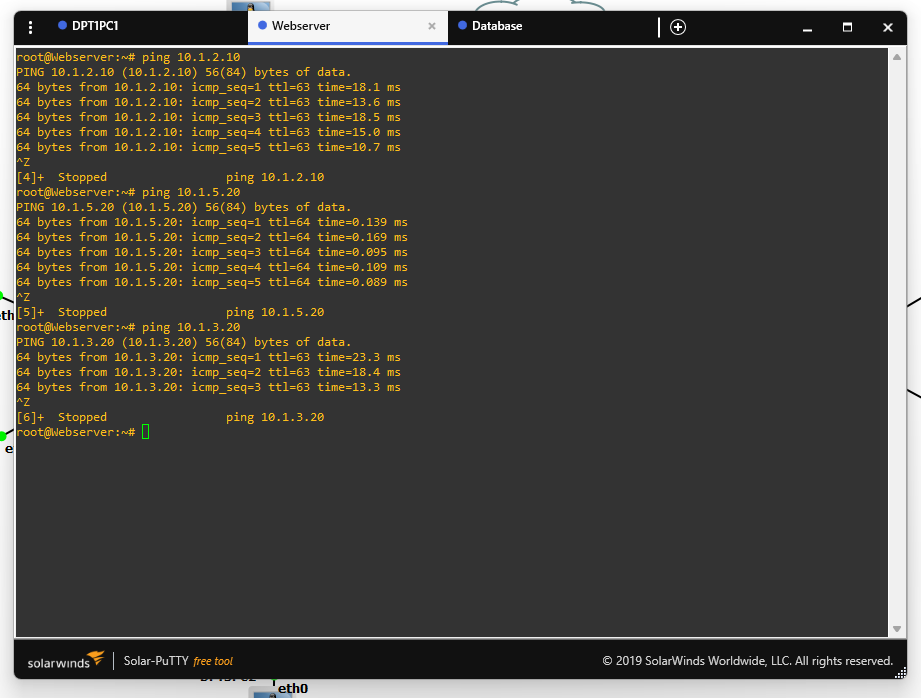 DPT1PC1
Webserver
Database
root@Webserver:~# ping 10.1.2.10
PING 10.1.2.10 (10.1.2.10) 56(84) bytes of data.
64 bytes from 10.1.2.10: icmp_seq=1 ttl=63 time=18.1 ms
64 bytes from 10.1.2.10: icmp_seq=2 ttl=63 time=13.6 ms
64 bytes from 10.1.2.10: icmp_seq=3 ttl=63 time=18.5 ms
64 bytes from 10.1.2.10: icmp_seq=4 ttl=63 time=15.0 ms
64 bytes from 10.1.2.10: icmp_seq=5 ttl=63 time=10.7 ms
^Z
[4]+  Stopped                 ping 10.1.2.10
root@Webserver:~# ping 10.1.5.20
PING 10.1.5.20 (10.1.5.20) 56(84) bytes of data.
64 bytes from 10.1.5.20: icmp_seq=1 ttl=64 time=0.139 ms
64 bytes from 10.1.5.20: icmp_seq=2 ttl=64 time=0.169 ms
64 bytes from 10.1.5.20: icmp_seq=3 ttl=64 time=0.095 ms
64 bytes from 10.1.5.20: icmp_seq=4 ttl=64 time=0.109 ms
64 bytes from 10.1.5.20: icmp_seq=5 ttl=64 time=0.089 ms
^Z
[5]+  Stopped                 ping 10.1.5.20
root@Webserver:~# ping 10.1.3.20
PING 10.1.3.20 (10.1.3.20) 56(84) bytes of data.
64 bytes from 10.1.3.20: icmp_seq=1 ttl=63 time=23.3 ms
64 bytes from 10.1.3.20: icmp_seq=2 ttl=63 time=18.4 ms
64 bytes from 10.1.3.20: icmp_seq=3 ttl=63 time=13.3 ms
^Z
[6]+  Stopped                 ping 10.1.3.20
root@Webserver:~#
eth
e
solarwinds Solar-PuTTY free tool © 2019 SolarWinds Worldwide, LLC. All rights reserved.
eth0